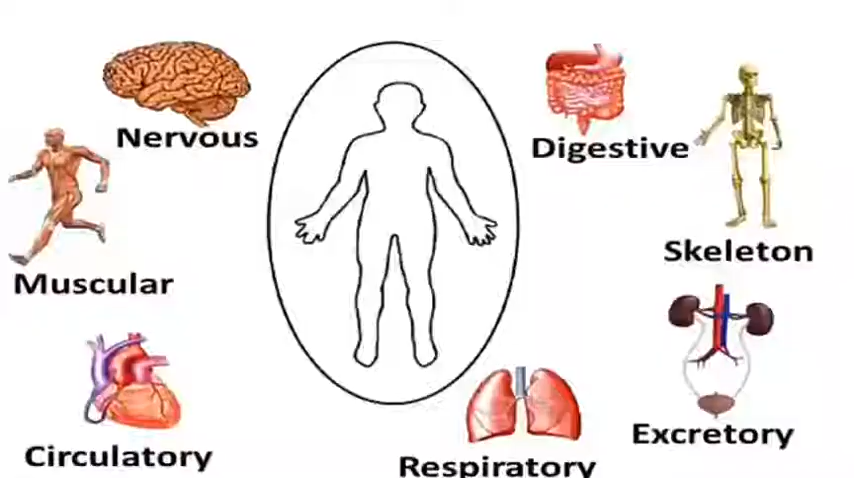 Nervous
Digestive
Skeleton
Muscular
Excretory
Circulatory
Respiratory